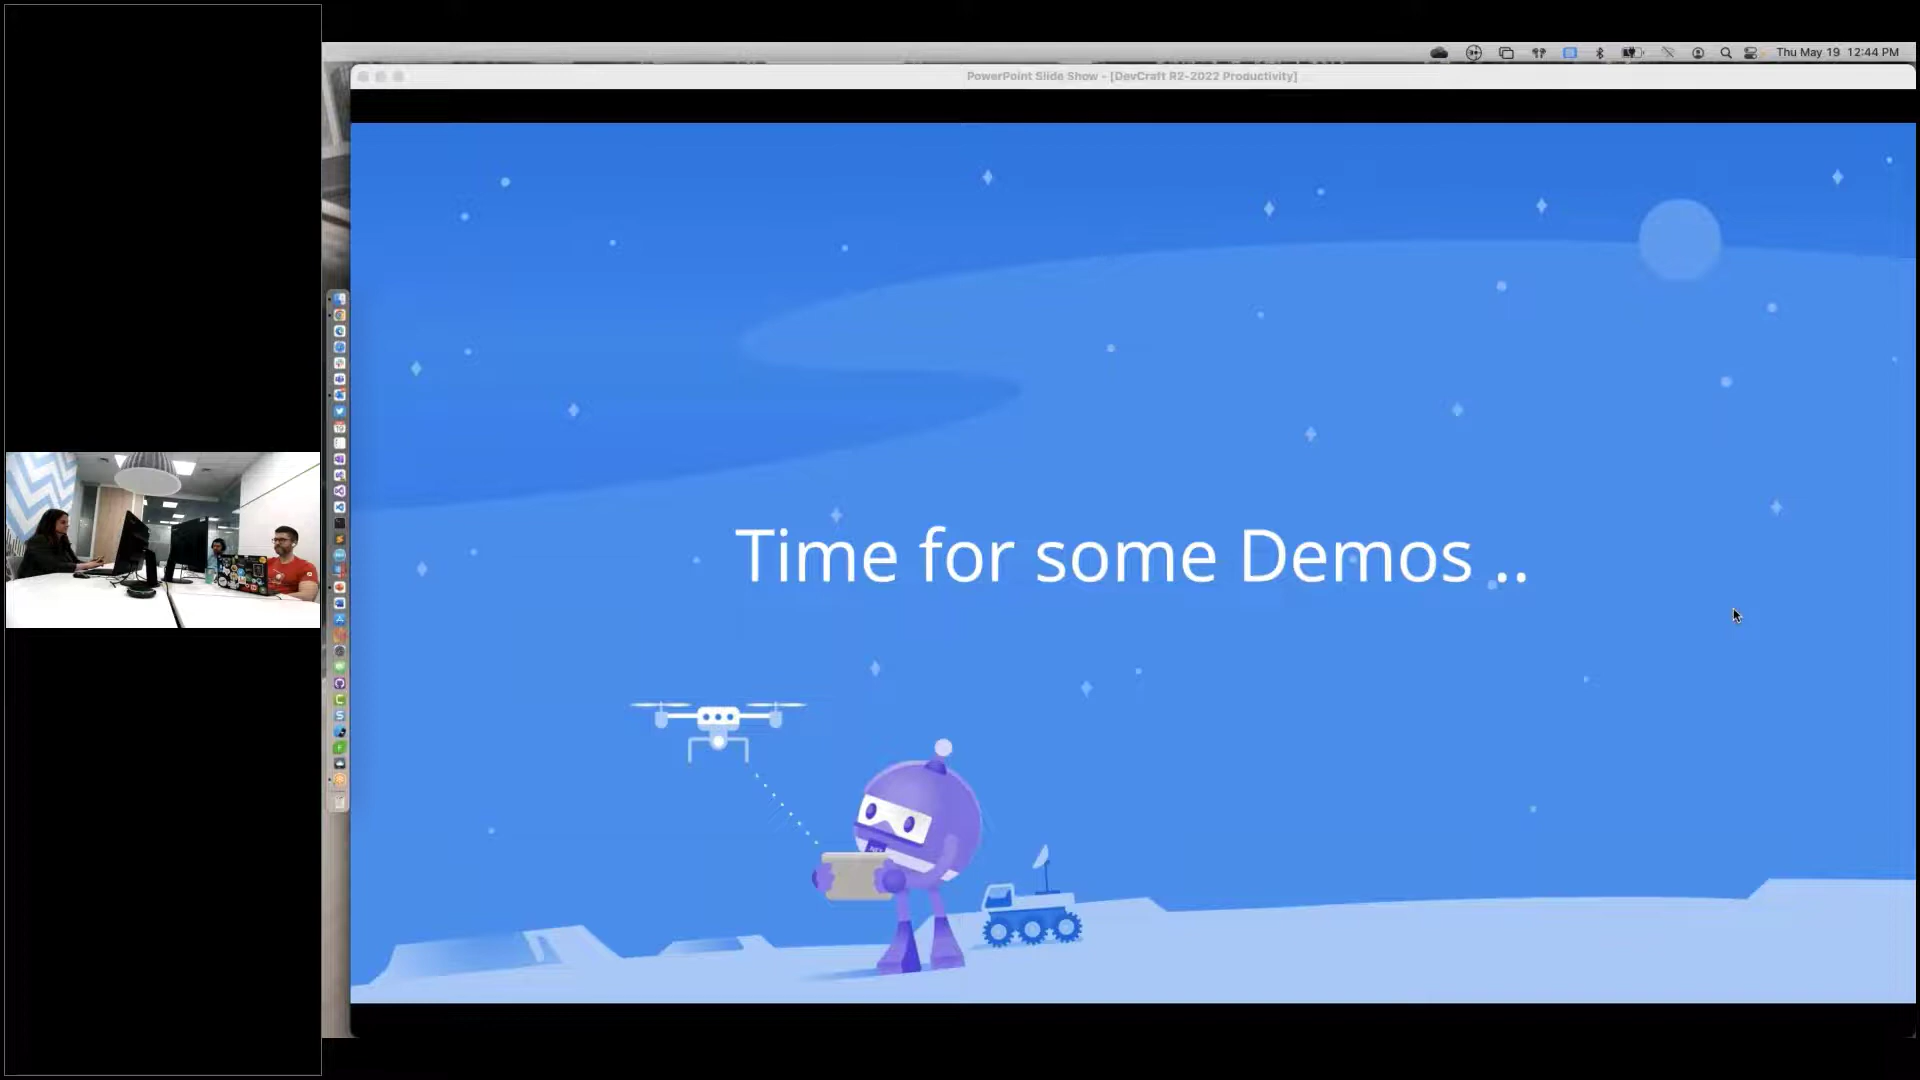 Thu May 19 12:44 PM
PowerPoint Slide Show - [DevCraft R2-2022 Productivity]
Time for some Demos ..